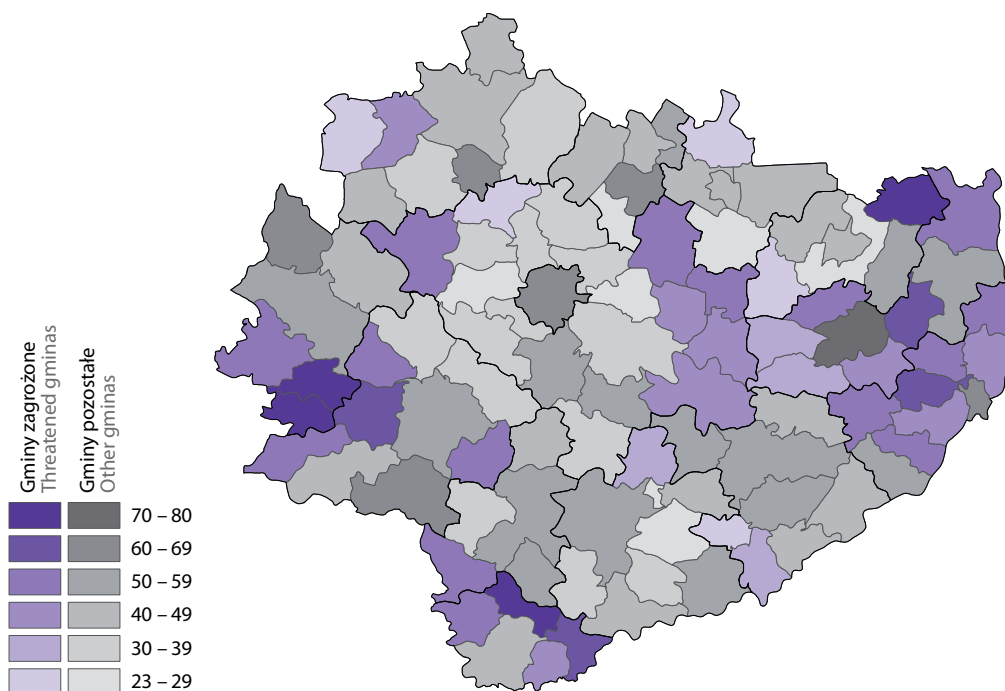 Gminy zagrożone
Threatened gminas
Gminy pozostałe
Other gminas
70 – 80
60 – 69
50 – 59
40 – 49
30 – 39
23 – 29